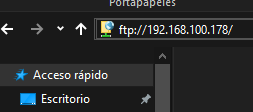 Portapapeles
ftp://192.168.100.178/
Acceso rápido
Escritorio